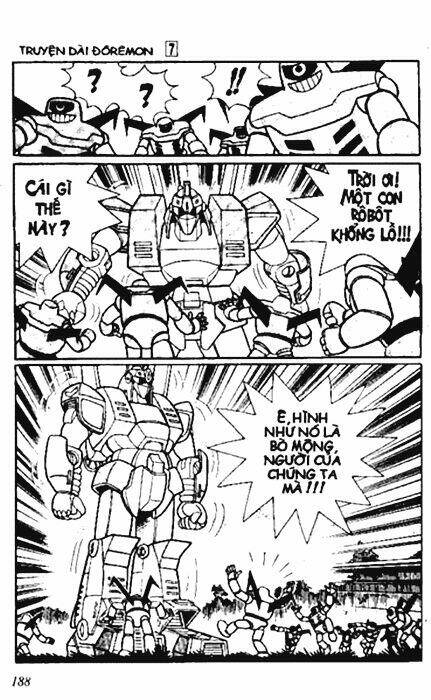 TRUYỆN DÀI ĐÔRÊMON 7
?
?
!!
CÁI GÌ
THẾ
NÀY?
TRỜI ƠI!
MỘT CON
RÔBÔT
KHỔNG LỒ!!!
Ê, HÌNH
NHƯ NÓ LÀ
BÒ MỘNG,
NGƯỜI CỦA
CHÚNG TA
MÀ!!!
188